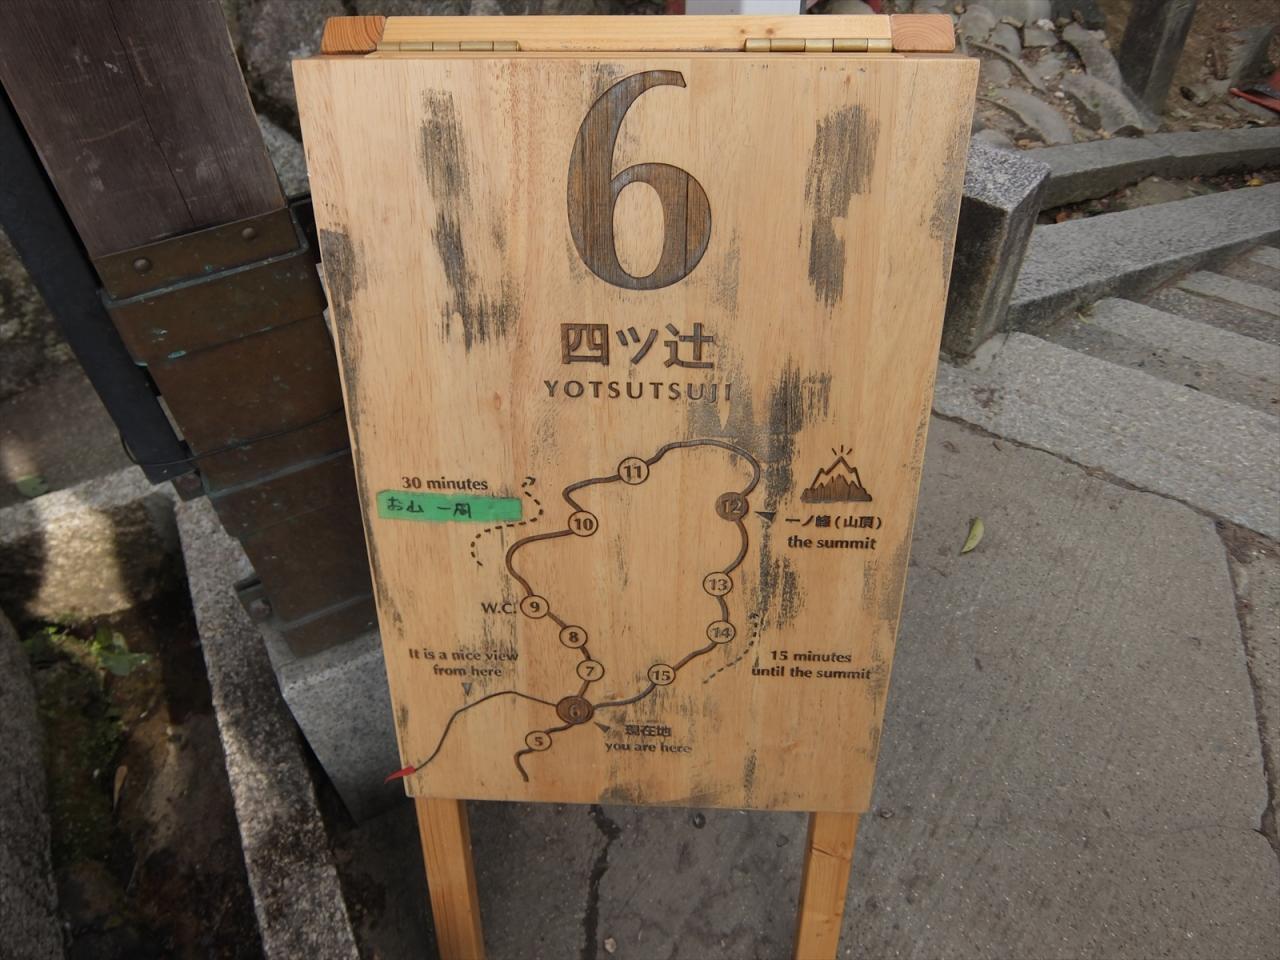 6
四ツ辻
YOTSUTSUJI
11
30 minutes
お山一周
12
10
一ノ峰(山頂)
the summit
13
W.C.
9
14
8
It is a nice view
from here
7
15
15 minutes
until the summit
6
現在地
you are here
5